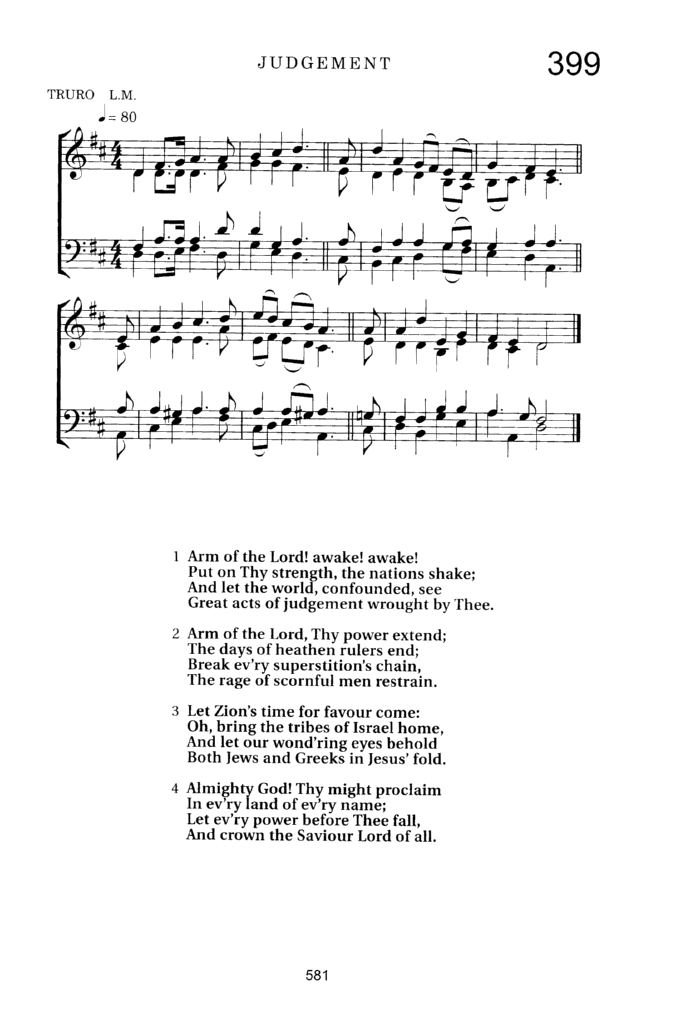 JUDGEMENT
399
TRURO L.M.
♩= 80
1 Arm of the Lord! awake! awake!
Put on Thy strength, the nations shake;
And let the world, confounded, see
Great acts of judgement wrought by Thee.
2 Arm of the Lord, Thy power extend;
The days of heathen rulers end;
Break ev'ry superstition's chain,
The rage of scornful men restrain.
3 Let Zion's time for favour come:
Oh, bring the tribes of Israel home,
And let our wond'ring eyes behold
Both Jews and Greeks in Jesus' fold.
4 Almighty God! Thy might proclaim
In ev'ry land of ev'ry name;
Let ev'ry power before Thee fall,
And crown the Saviour Lord of all.
581